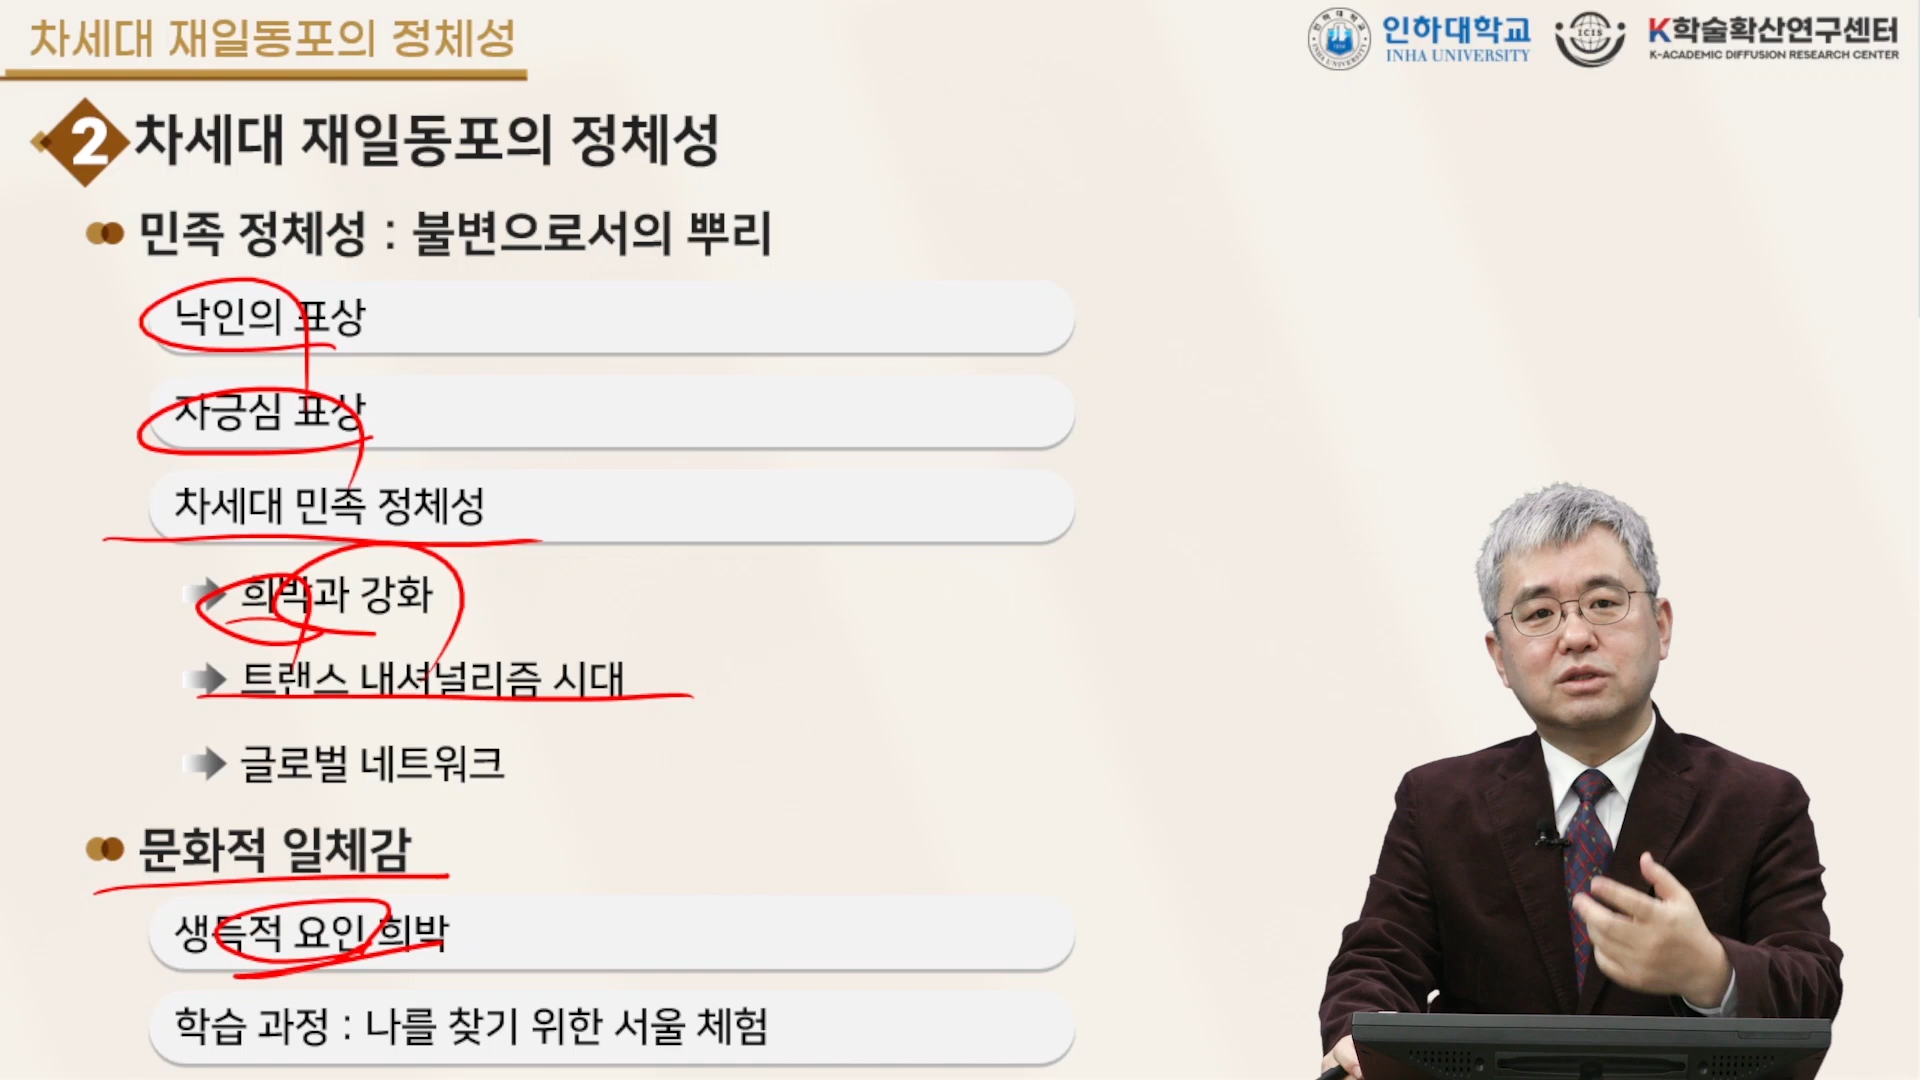 차세대 재일동포의 정체성
인하대학교
INHA UNIVERSITY
ICIS
K학술확산연구센터
K-ACADEMIC DIFFUSION RESEARCH CENTER
2 차세대 재일동포의 정체성
민족 정체성 : 불변으로서의 뿌리
낙인의 표상
자긍심 표상
차세대 민족 정체성
희박과 강화
트랜스 내셔널리즘 시대
글로벌 네트워크
문화적 일체감
생득적 요인 희박
학습 과정 : 나를 찾기 위한 서울 체험